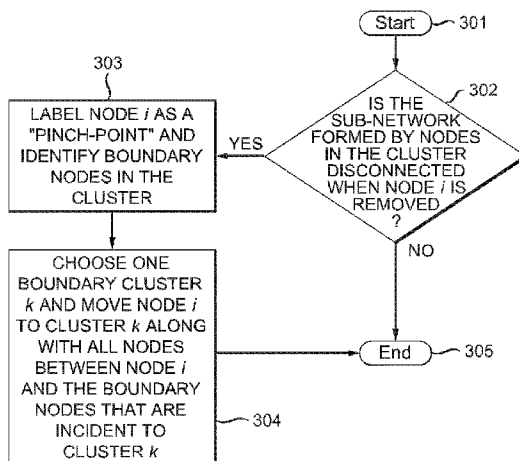 Start
301
302
IS THE
SUB-NETWORK
FORMED BY NODES
IN THE CLUSTER
DISCONNECTED
WHEN NODE i IS
REMOVED
?
YES
NO
303
LABEL NODE i AS A
"PINCH-POINT" AND
IDENTIFY BOUNDARY
NODES IN THE
CLUSTER
CHOOSE ONE
BOUNDARY CLUSTER
k AND MOVE NODE i
TO CLUSTER k ALONG
WITH ALL NODES
BETWEEN NODE i
AND THE BOUNDARY
NODES THAT ARE
INCIDENT TO
CLUSTER k
304
End
305